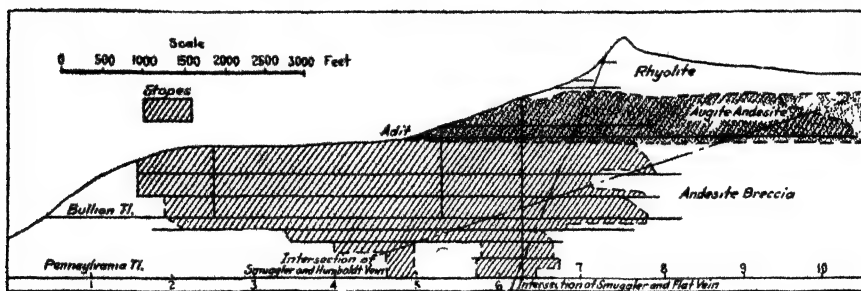 Scale
0 500 1000 1500 2000 2500 3000 Feet
Stopes
Rhyolite
Augite Andesite
Adit
Andesite Breccia
Bullion Tl.
Intersection of
Smuggler and Humboldt Vein
Pennsylvania Tl.
1 2 3 4 5 6 7 8 9 10
Intersection of Smuggler and Flat Vein